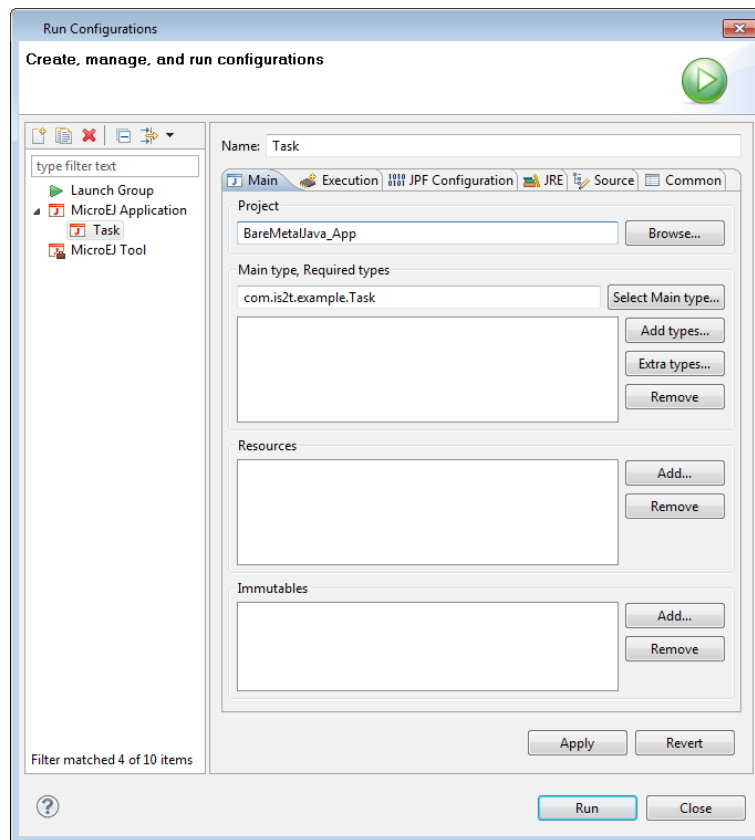 Run Configurations
Create, manage, and run configurations
type filter text
Launch Group
MicroEJ Application
Task
MicroEJ Tool
Filter matched 4 of 10 items
Name: Task
Main Execution JPF Configuration JRE Source Common
Project
BareMetalJava_App Browse...
Main type, Required types
com.is2t.example.Task Select Main type...
Add types...
Extra types...
Remove
Resources
Add...
Remove
Immutables
Add...
Remove
Apply Revert
Run Close